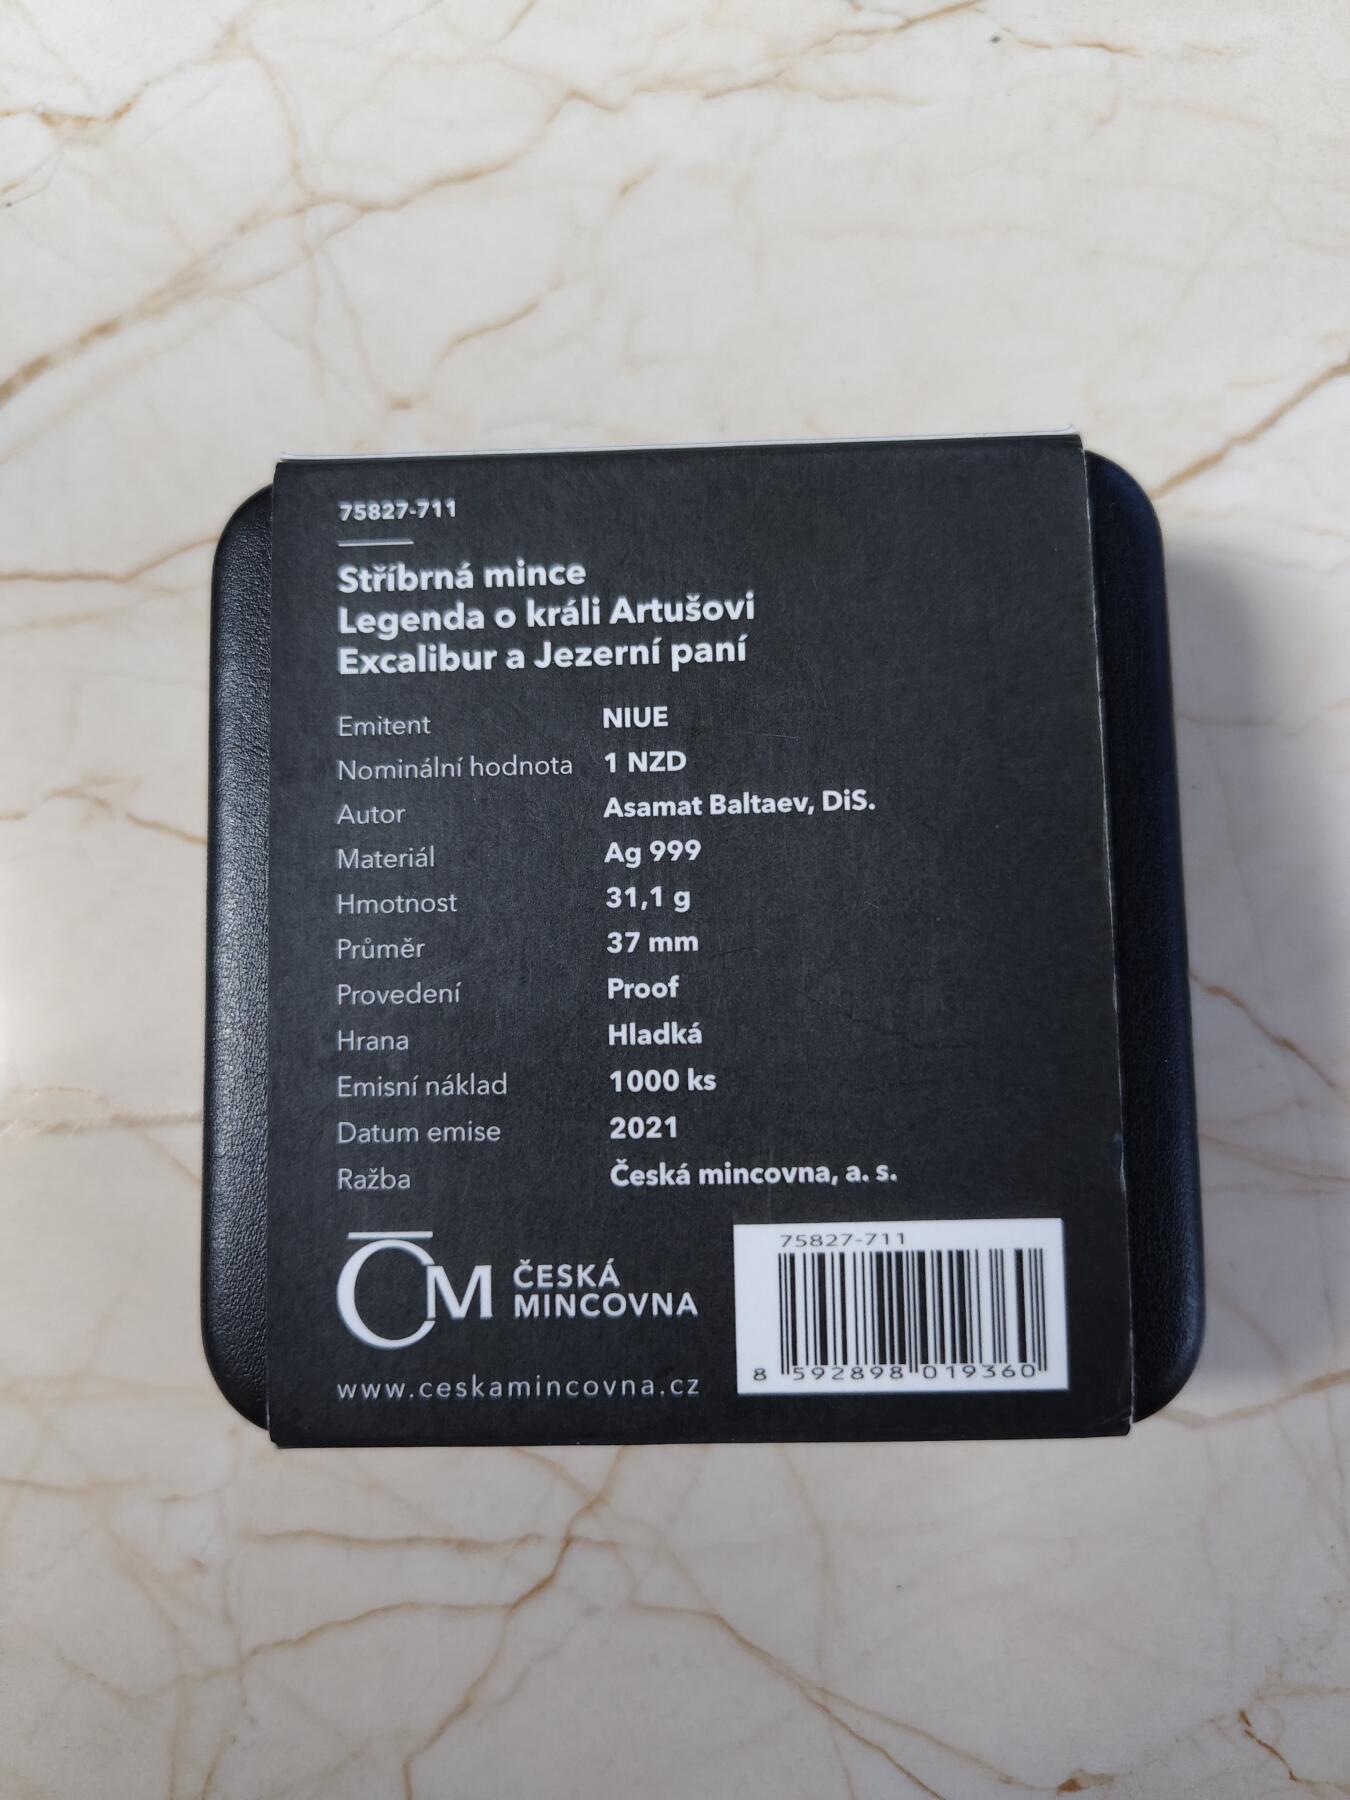 75827-711
Stříbrná mince
Legenda o králi Artušovi
Excalibur a Jezerní paní
Emitent NIUE
Nominální hodnota 1 NZD
Autor Asamat Baltaev, DiS.
Materiál Ag 999
Hmotnost 31,1 g
Průměr 37 mm
Provedení Proof
Hrana Hladká
Emisní náklad 1000 ks
Datum emise 2021
Ražba Česká mincovna, a. s.
ČM ČESKÁ
MINCOVNA
www.ceskamincovna.cz
75827-711
8 592898 019360